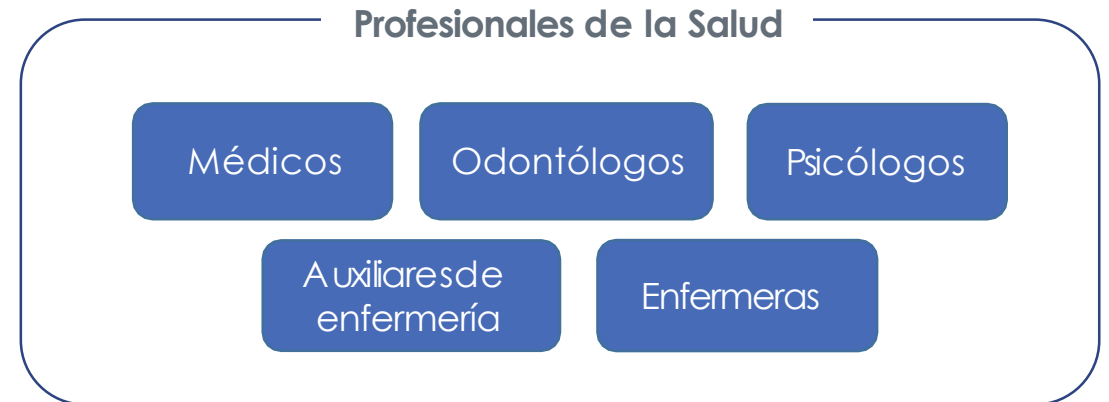 Profesionales de la Salud
Médicos
Odontólogos
Psicólogos
Auxiliares de
enfermería
Enfermeras